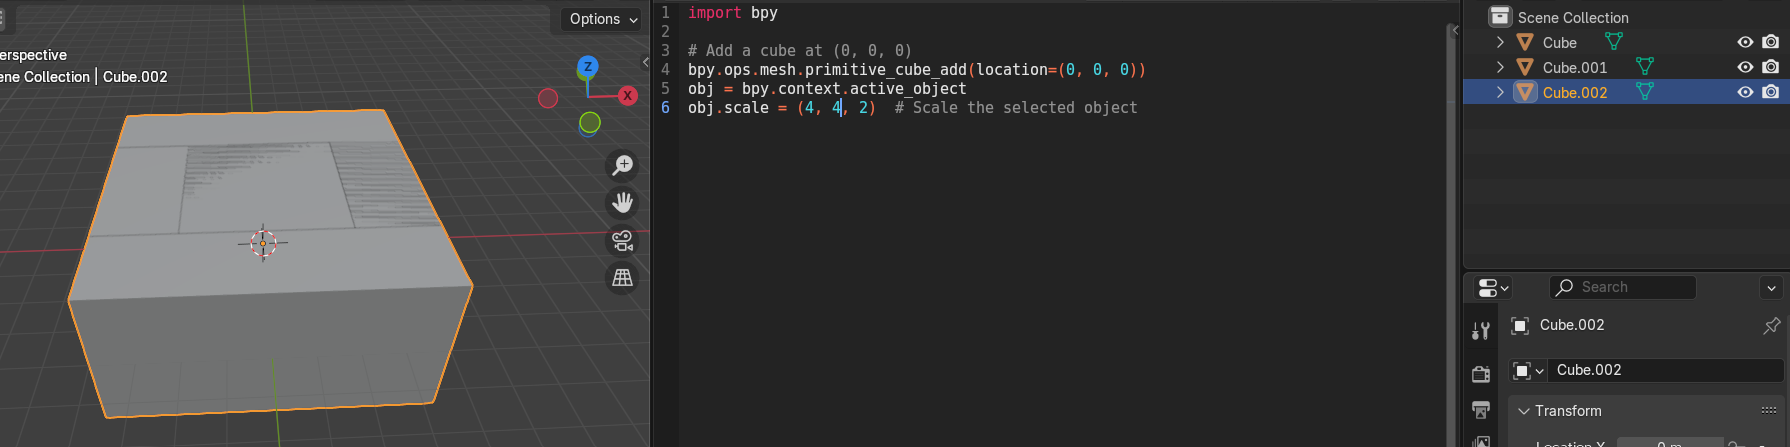 Options
erspective
ene Collection | Cube.002
Z
X
1 import bpy
2
3 # Add a cube at (0, 0, 0)
4 bpy.ops.mesh.primitive_cube_add(location=(0, 0, 0))
5 obj = bpy.context.active_object
6 obj.scale = (4, 4, 2)  # Scale the selected object
Scene Collection
Cube
Cube.001
Cube.002
Search
Cube.002
Cube.002
Transform
Location X 0 m